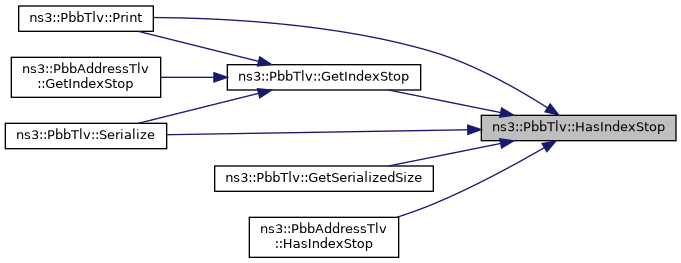 ns3::PbbTlv::Print
ns3::PbbAddressTlv
::GetIndexStop
ns3::PbbTlv::GetIndexStop
ns3::PbbTlv::HasIndexStop
ns3::PbbTlv::Serialize
ns3::PbbTlv::GetSerializedSize
ns3::PbbAddressTlv
::HasIndexStop